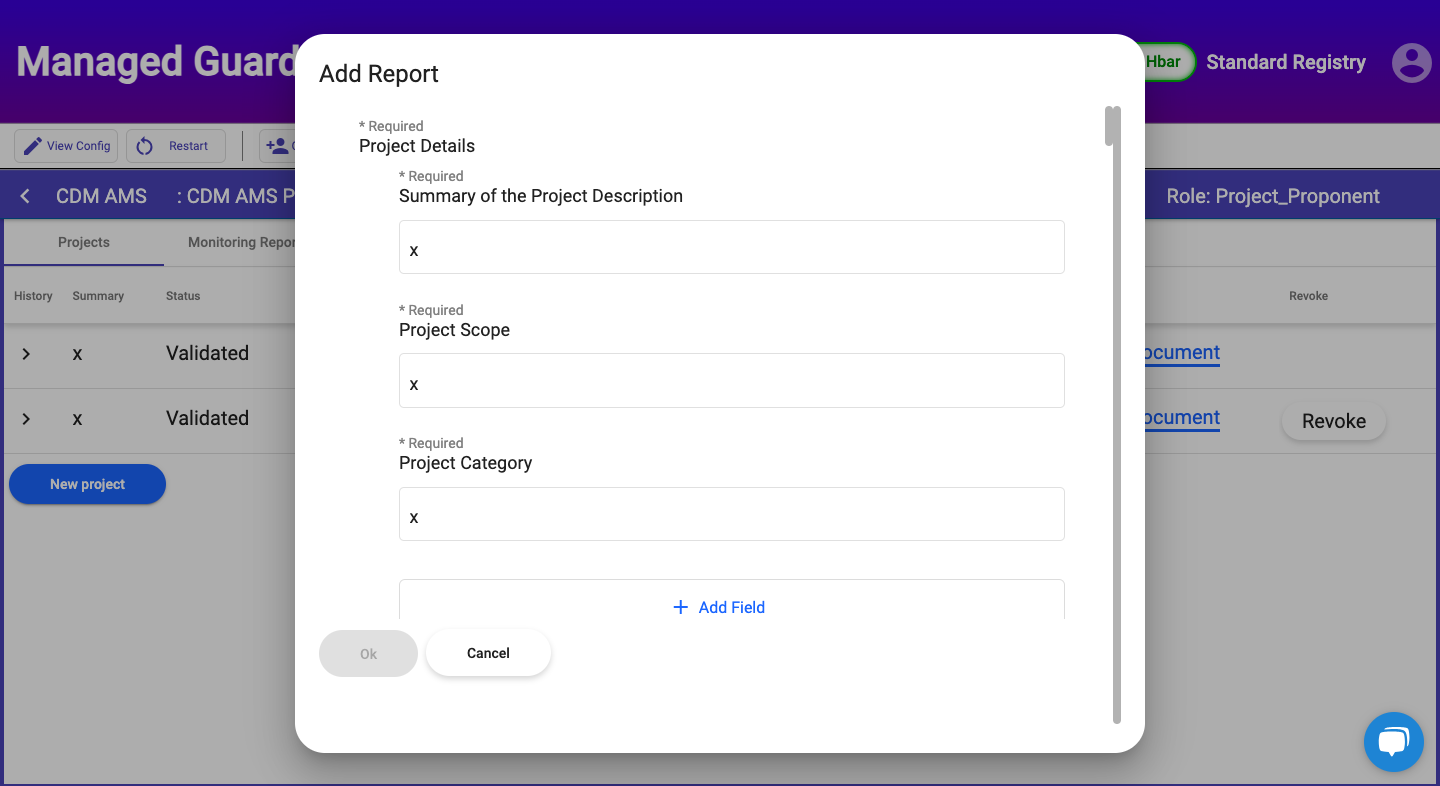 Managed Guard
Hbar
Standard Registry
View Config
Restart
CDM AMS
: CDM AMS P
Role: Project_Proponent
Projects
Monitoring Repor
History
Summary
Status
Revoke
x
Validated
ocument
x
Validated
ocument
Revoke
New project
Add Report
* Required
Project Details
* Required
Summary of the Project Description
x
* Required
Project Scope
x
* Required
Project Category
x
Add Field
Ok
Cancel